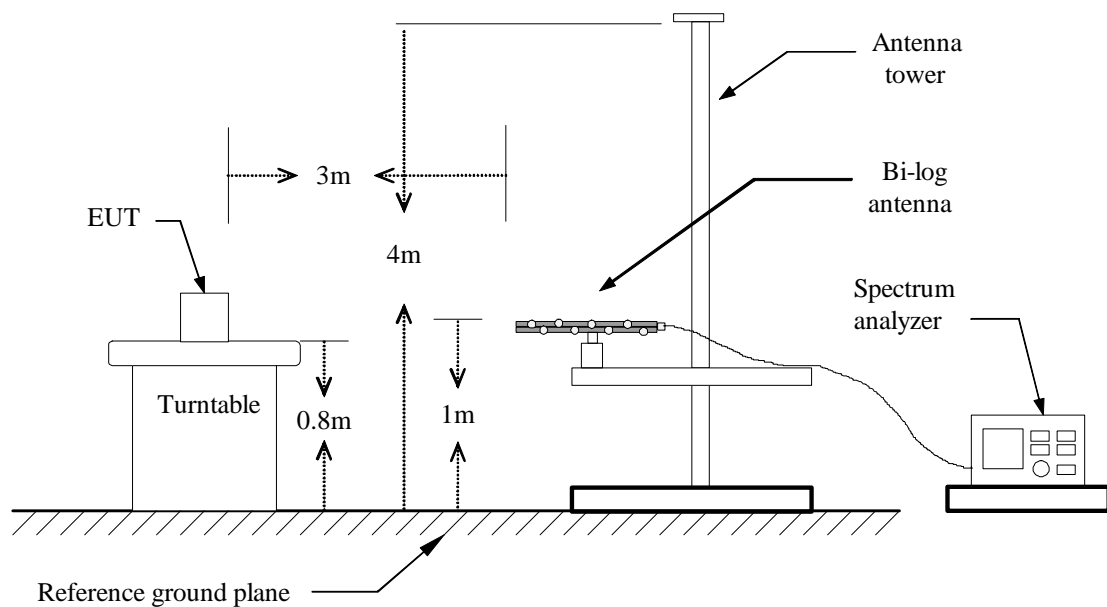 Antenna
tower
3m
Bi-log
antenna
EUT
4m
Spectrum
analyzer
Turntable
0.8m
1m
Reference ground plane